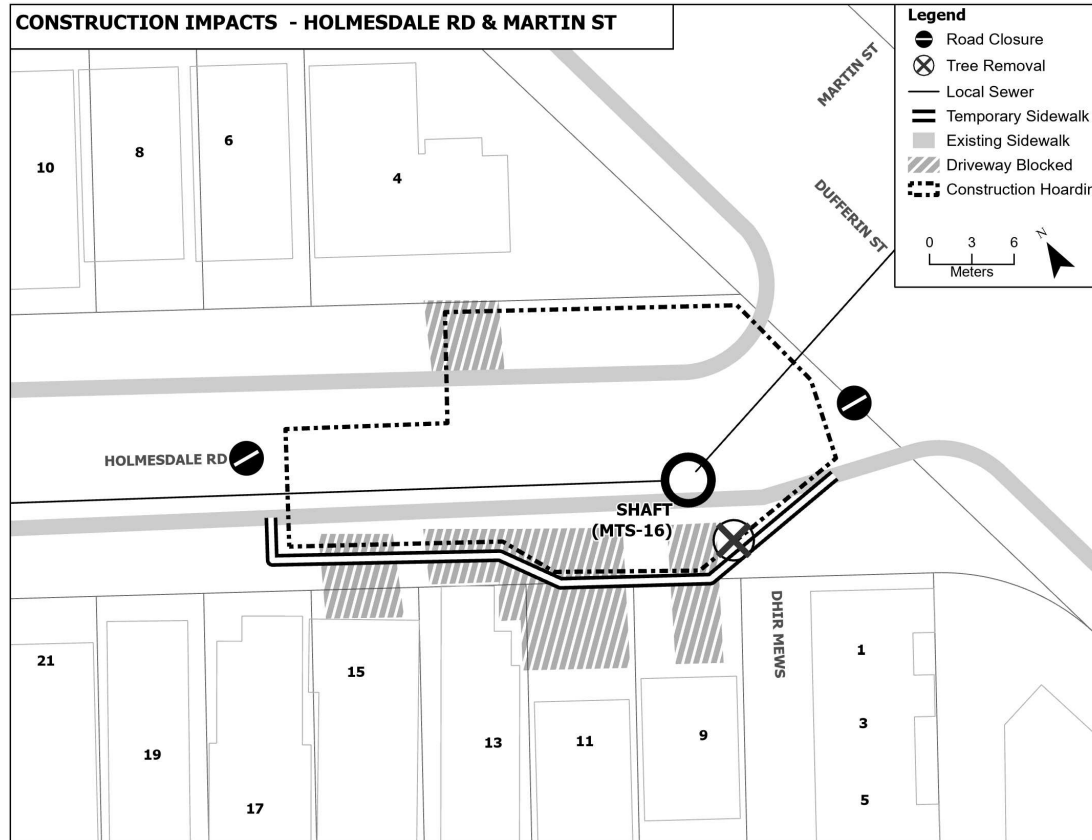 CONSTRUCTION IMPACTS - HOLMESDALE RD & MARTIN ST
Legend
Road Closure
Tree Removal
Local Sewer
Temporary Sidewalk
Existing Sidewalk
Driveway Blocked
Construction Hoardin
0 3 6
Meters
N
MARTIN ST
DUFFERIN ST
10
8
6
4
HOLMESDALE RD
SHAFT
(MTS-16)
DHIR MEWS
21
19
17
15
13
11
9
1
3
5